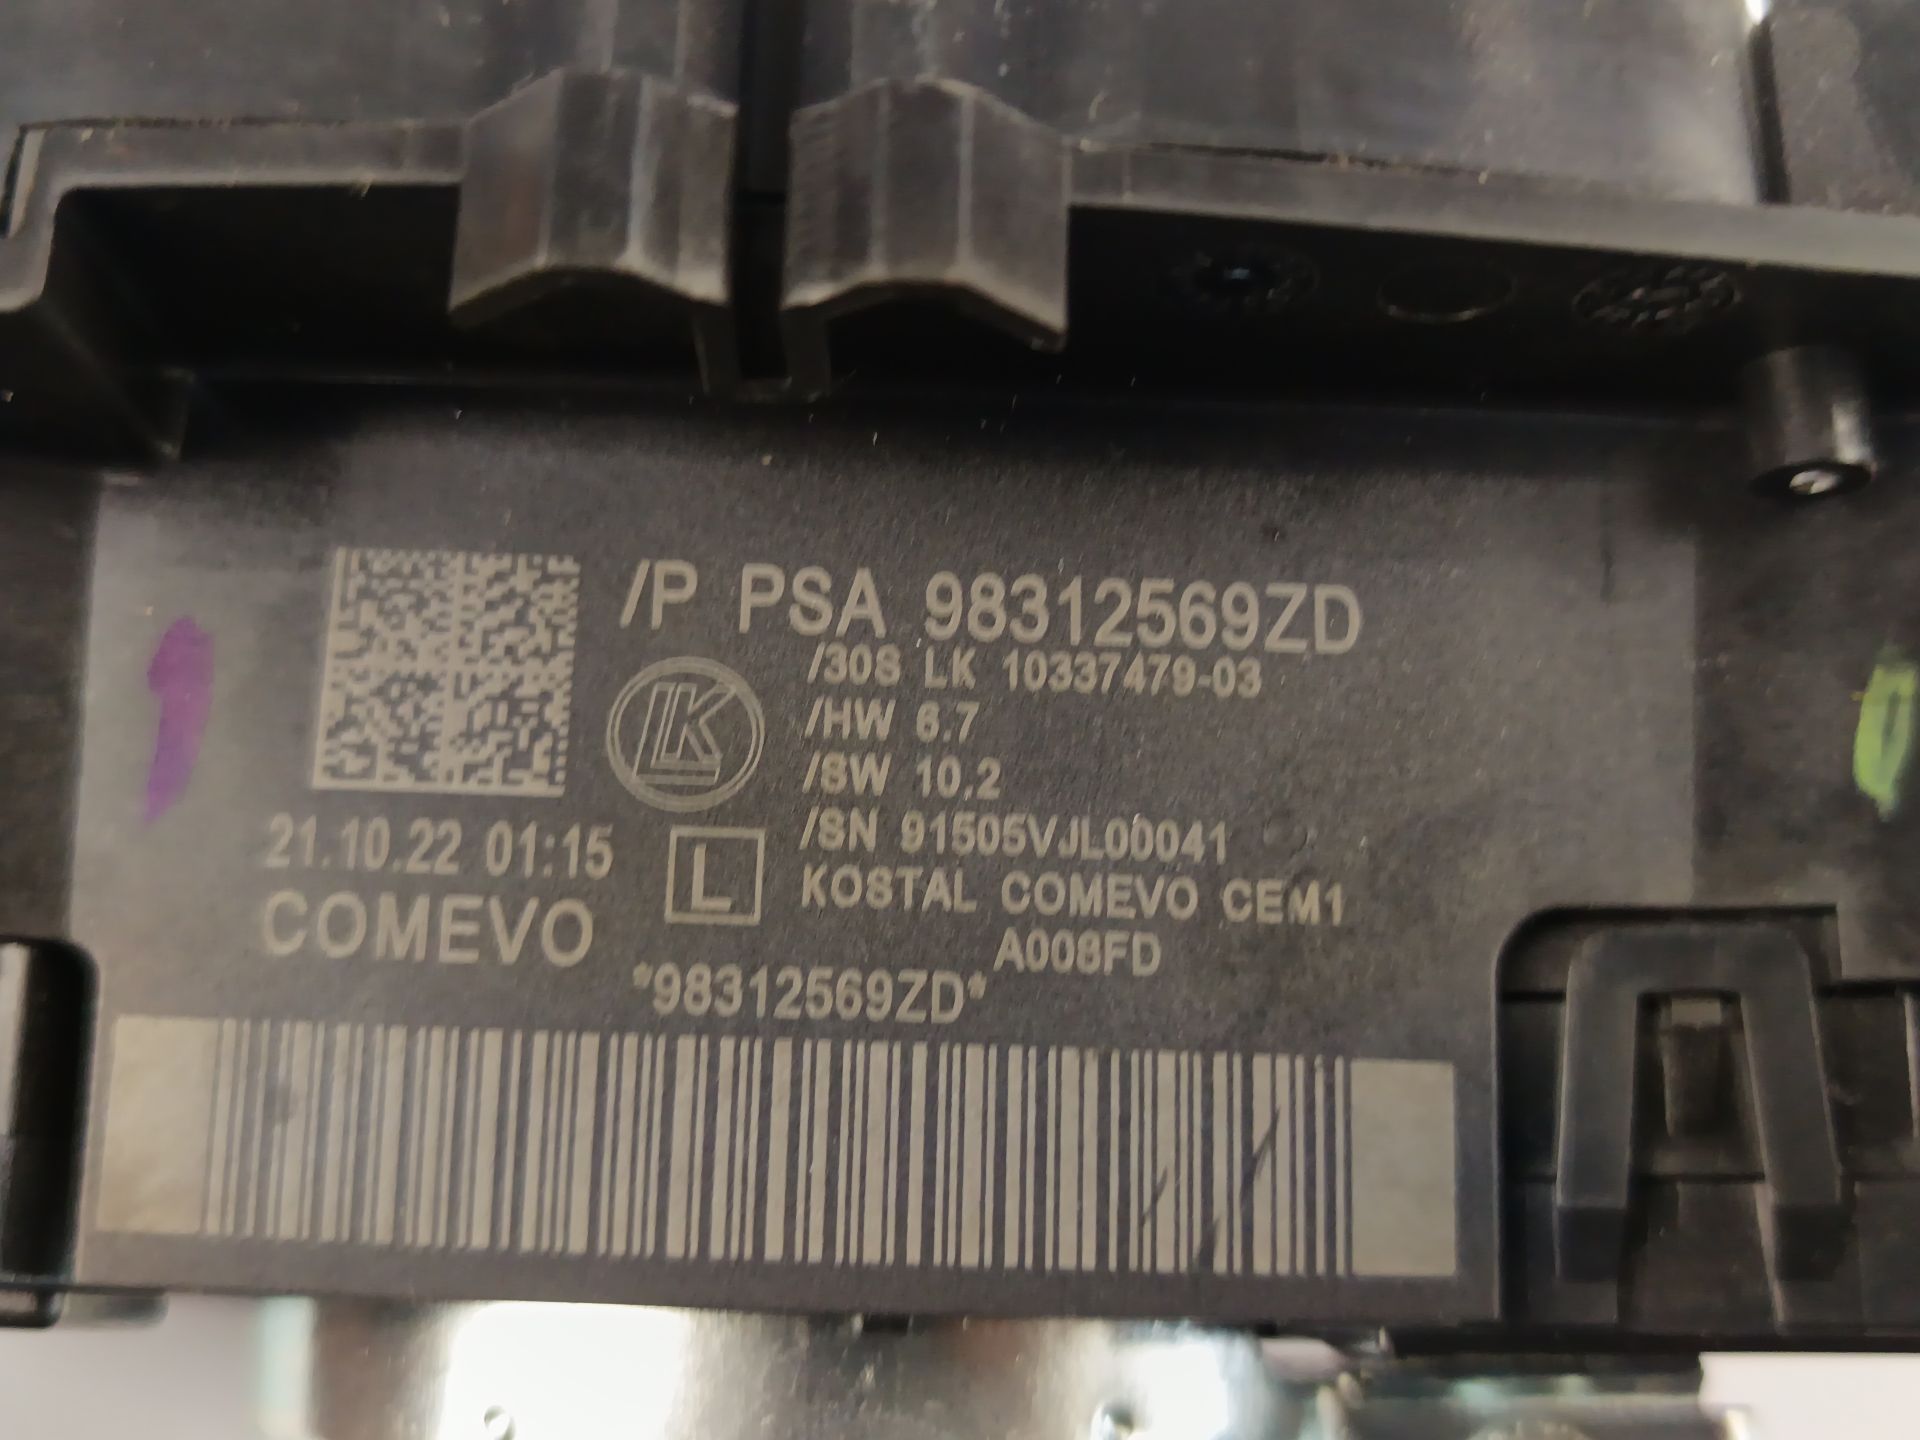 /P PSA 98312569ZD
/30S LK 10337479-03
LK
/HW 6.7
/SW 10.2
/SN 91505VJL00041
21.10.22 01:15
L
KOSTAL COMEVO CEM1
COMEVO
A008FD
*98312569ZD*